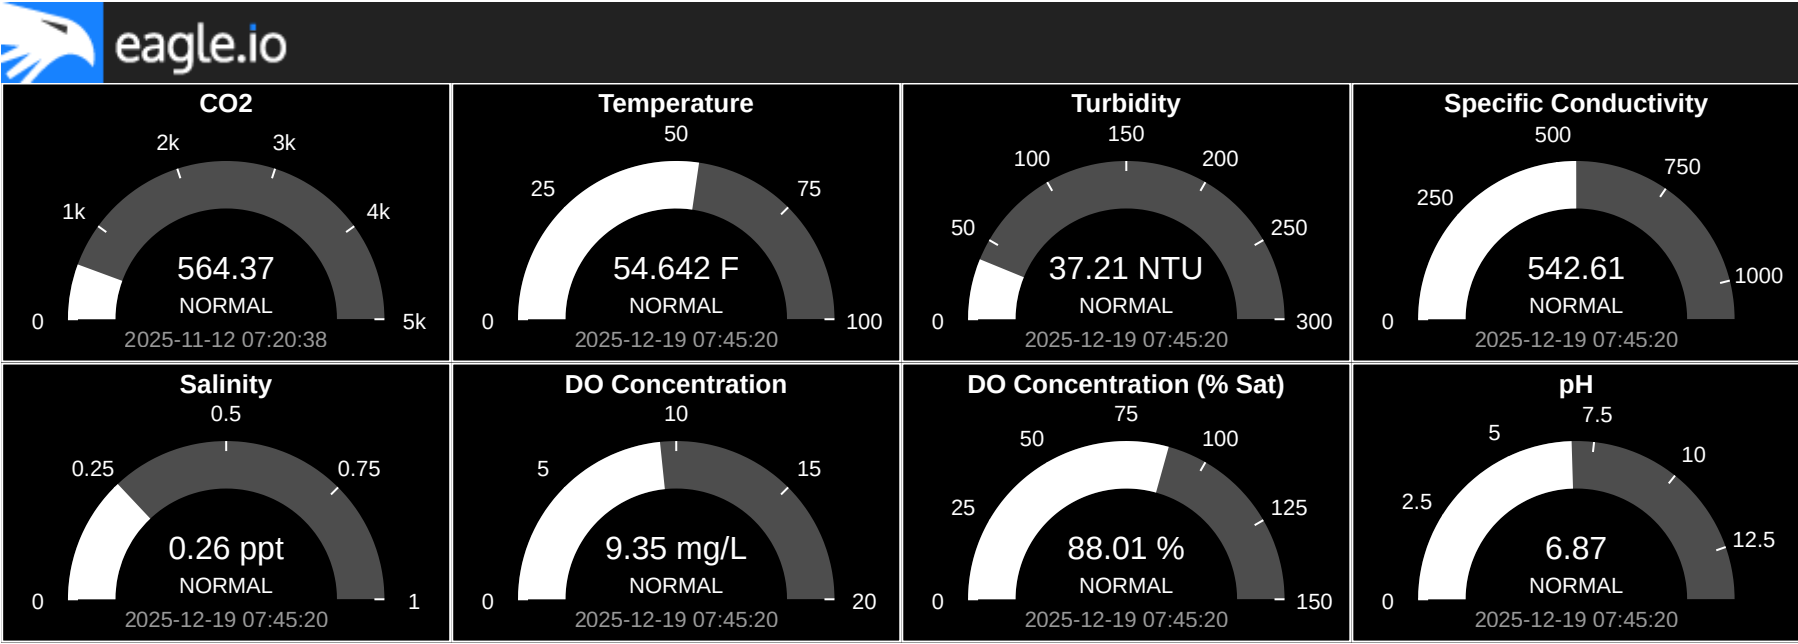 eagle.io
CO2
2k
3k
1k
4k
564.37
NORMAL
0
5k
2025-11-12 07:20:38
Temperature
50
25
75
54.642 F
NORMAL
0
100
2025-12-19 07:45:20
Turbidity
150
100
200
50
250
37.21 NTU
NORMAL
0
300
2025-12-19 07:45:20
Specific Conductivity
500
750
250
1000
542.61
NORMAL
0
2025-12-19 07:45:20
Salinity
0.5
0.25
0.75
0.26 ppt
NORMAL
0
1
2025-12-19 07:45:20
DO Concentration
10
5
15
9.35 mg/L
NORMAL
0
20
2025-12-19 07:45:20
DO Concentration (% Sat)
75
50
100
25
125
88.01 %
NORMAL
0
150
2025-12-19 07:45:20
pH
7.5
5
10
2.5
12.5
6.87
NORMAL
0
2025-12-19 07:45:20